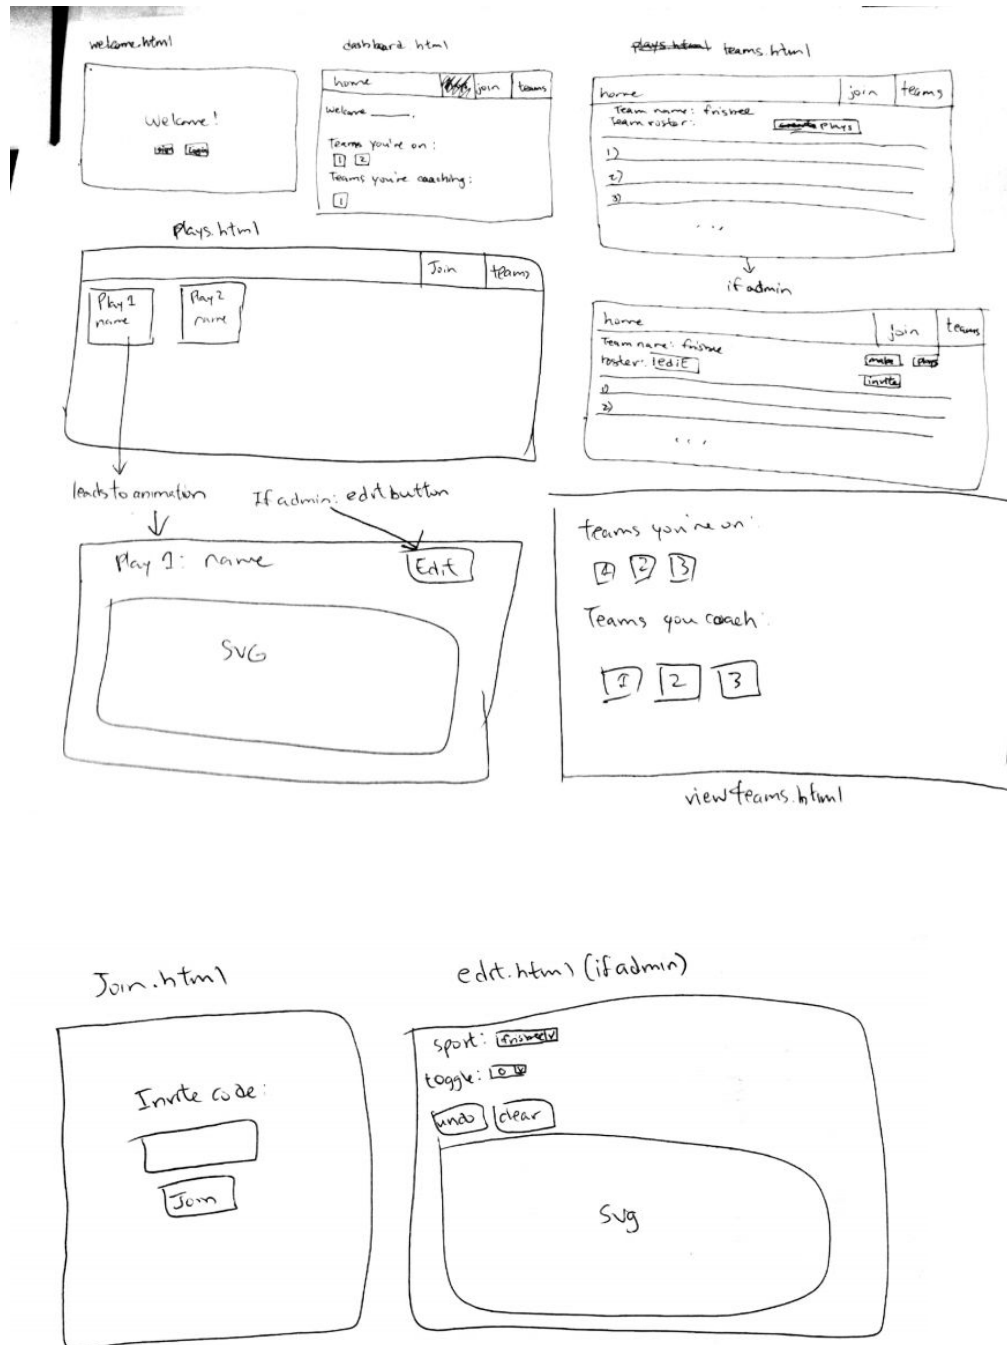 welcome.html
Welcome!
login
dashboard html
home join teams
Welcome ____.
Teams you're on:
1 2
Teams you're coaching:
1
plays.html teams.html
home join teams
Team name: frisbee
Team roster: plays
1)
2)
3)
...
if admin
home join teams
Team name: frisbee
roster: edit
make plays
invite
1)
2)
...
plays.html
Join teams
Play 1
name
Play 2
name
leads to animation
If admin: edit button
Play 1: name
Edit
SVG
teams you're on:
1 2 3
Teams you coach:
1 2 3
viewteams.html
Join.html
Invite code:
Join
edit.html (if admin)
sport: frisbee v
toggle: O v
undo clear
svg